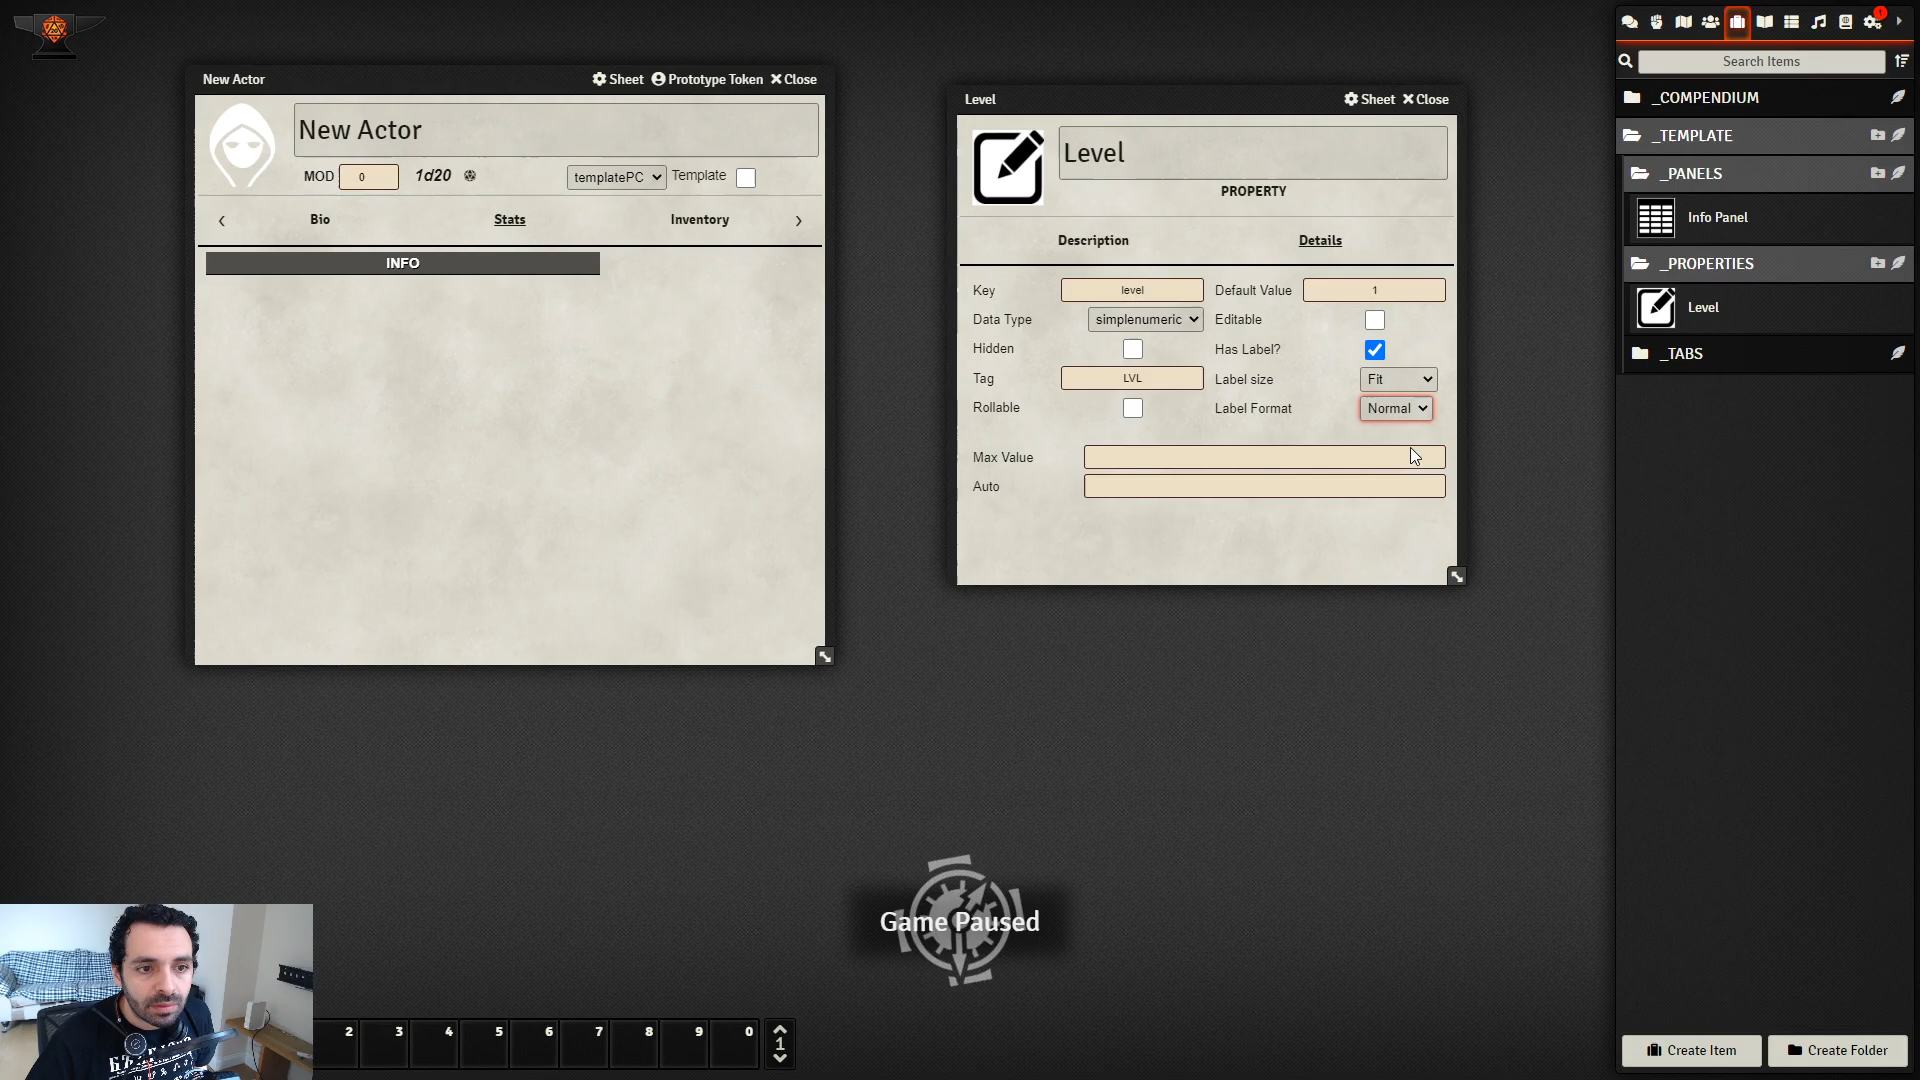 New Actor
Sheet
Prototype Token
Close
New Actor
MOD
0
1d20
templatePC
Template
Bio
Stats
Inventory
INFO
Level
Sheet
Close
Level
PROPERTY
Description
Details
Key
level
Default Value
1
Data Type
simplenumeric
Editable
Hidden
Has Label?
Tag
LVL
Label size
Fit
Rollable
Label Format
Normal
Max Value
Auto
Search Items
_COMPENDIUM
_TEMPLATE
_PANELS
Info Panel
_PROPERTIES
Level
_TABS
Game Paused
2
3
4
5
6
7
8
9
0
1
Create Item
Create Folder